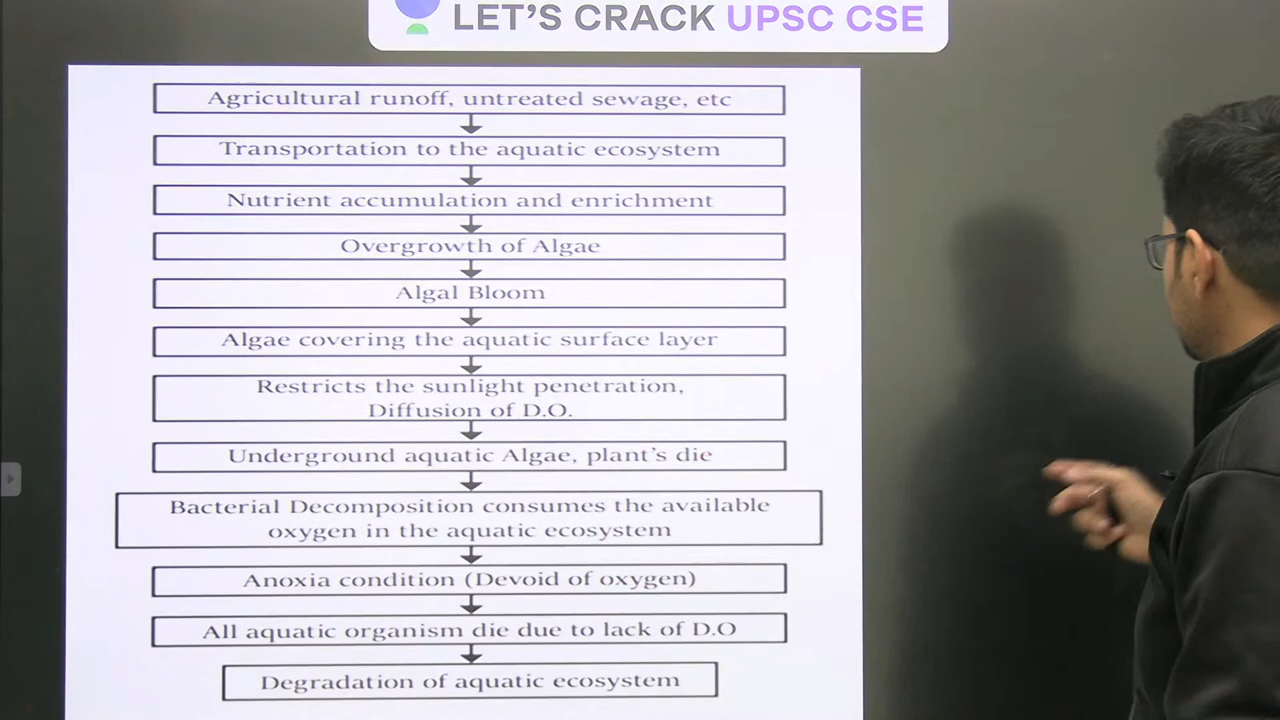 LET'S CRACK UPSC CSE
Agricultural runoff, untreated sewage, etc
Transportation to the aquatic ecosystem
Nutrient accumulation and enrichment
Overgrowth of Algae
Algal Bloom
Algae covering the aquatic surface layer
Restricts the sunlight penetration,
Diffusion of D.O.
Underground aquatic Algae, plant's die
Bacterial Decomposition consumes the available
oxygen in the aquatic ecosystem
Anoxia condition (Devoid of oxygen)
All aquatic organism die due to lack of D.O
Degradation of aquatic ecosystem